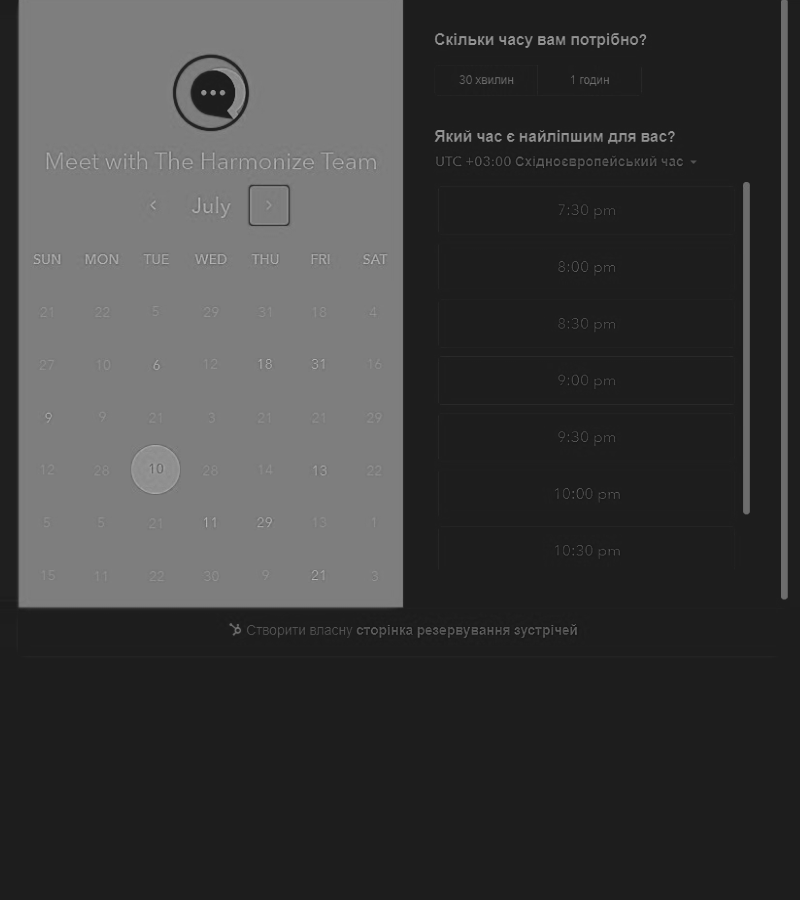 Meet with The Harmonize Team
July
SUN MON TUE WED THU FRI SAT
21 22 5 29 31 18 4
27 10 6 12 18 31 16
9 9 21 3 21 21 29
12 28 10 28 14 13 22
5 5 21 11 29 13 1
15 11 22 30 9 21 3
Скільки часу вам потрібно?
30 хвилин 1 годин
Який час є найліпшим для вас?
UTC +03:00 Східноєвропейський час
7:30 pm
8:00 pm
8:30 pm
9:00 pm
9:30 pm
10:00 pm
10:30 pm
Створити власну сторінка резервування зустрічей